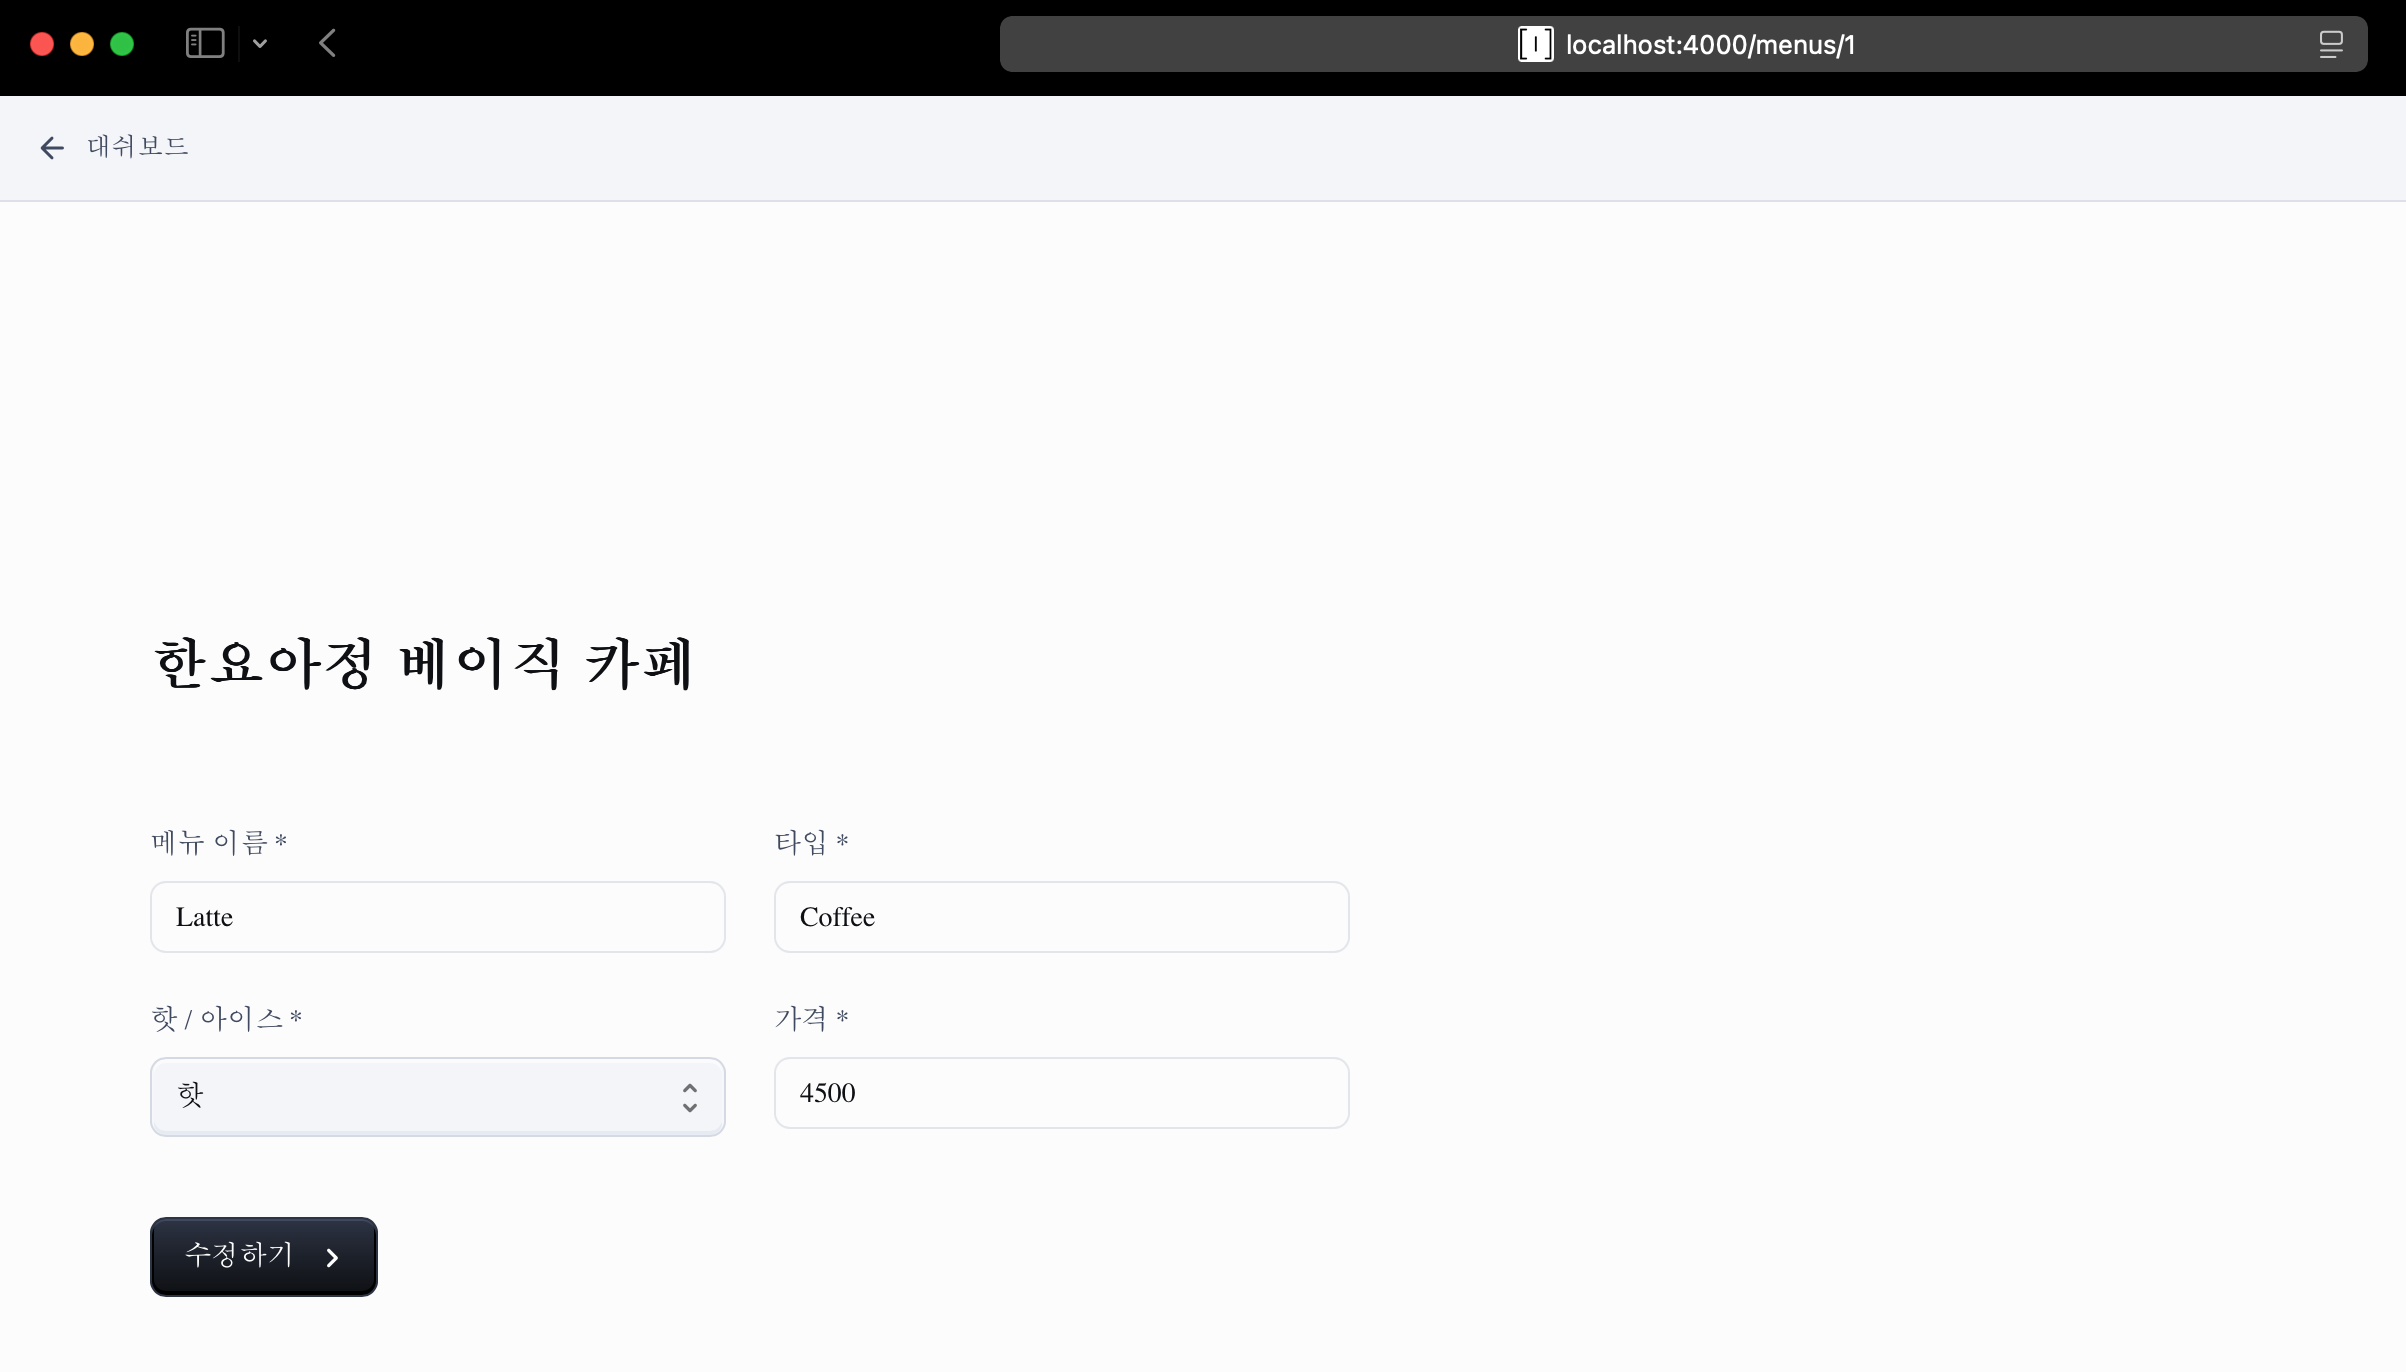 localhost:4000/menus/1
대쉬보드
한요아정 베이직 카페
메뉴 이름 *
타입 *
Latte
Coffee
핫 / 아이스 *
가격 *
핫
4500
수정하기